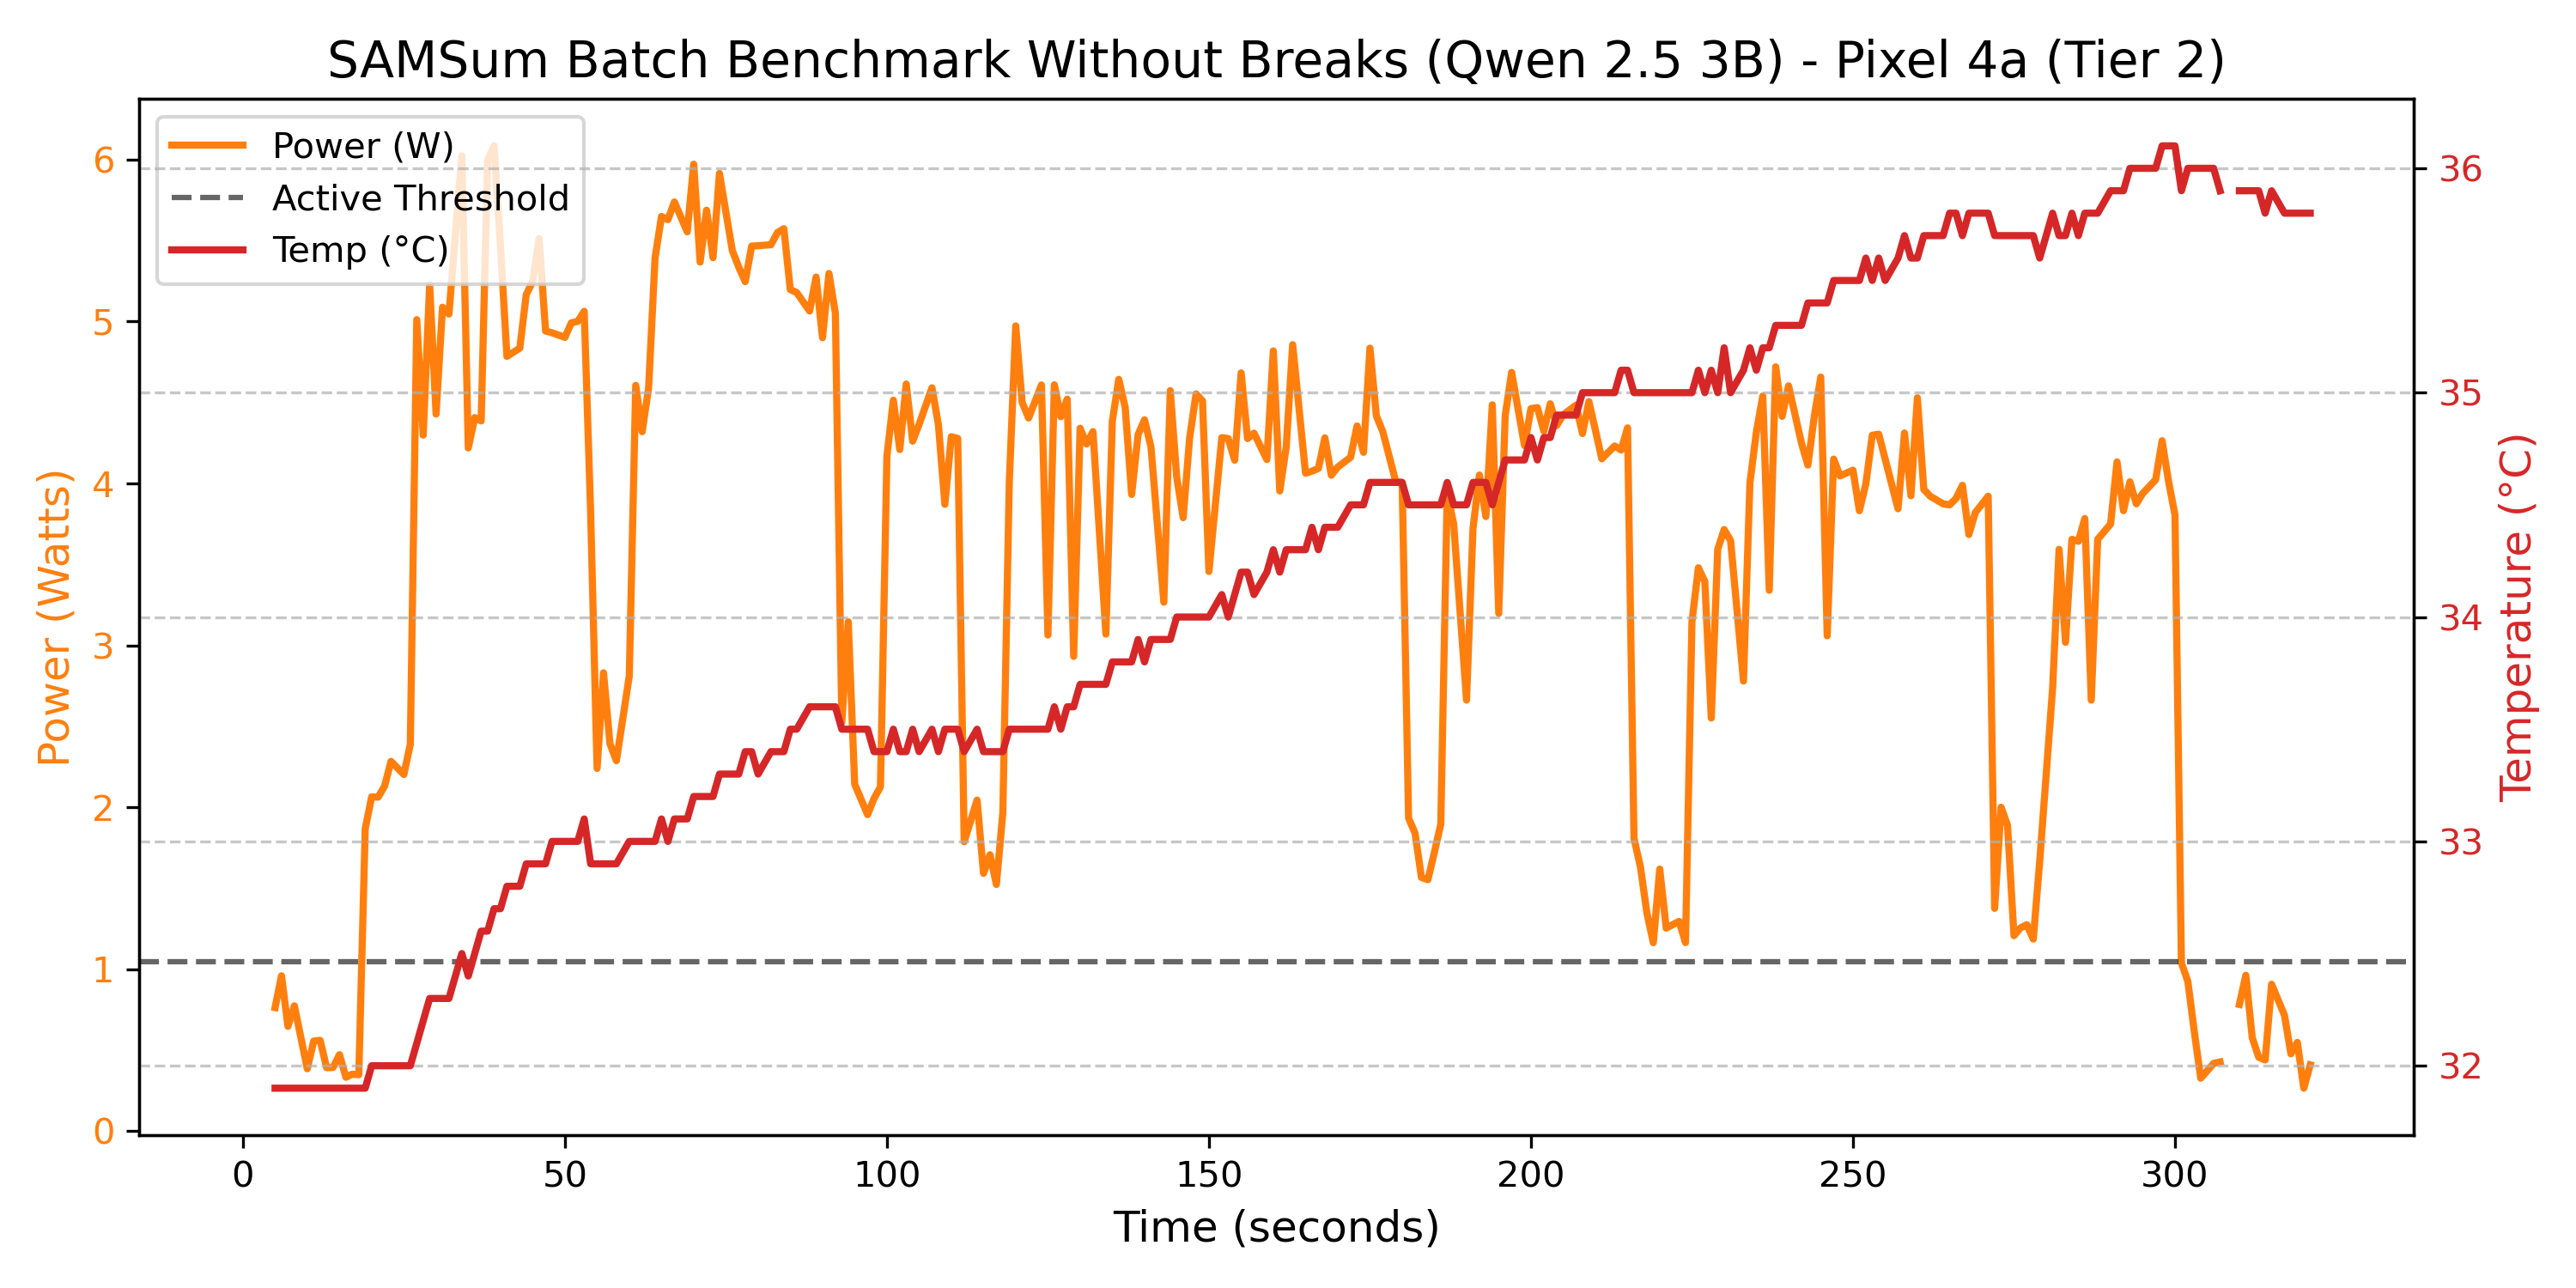 SAMSum Batch Benchmark Without Breaks (Qwen 2.5 3B) - Pixel 4a (Tier 2)
Power (W)
Active Threshold
Temp (°C)
Power (Watts)
6
5
4
3
2
1
0
36
35
34
33
32
Temperature (°C)
0 50 100 150 200 250 300
Time (seconds)